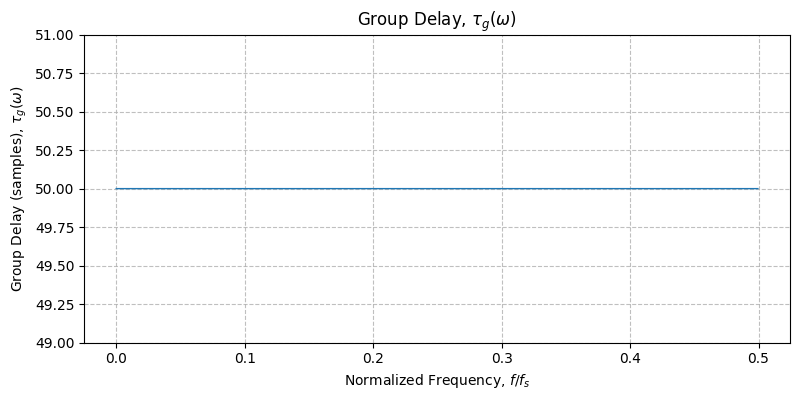 Group Delay, τg(ω)
Group Delay (samples), τg(ω)
51.00
50.75
50.50
50.25
50.00
49.75
49.50
49.25
49.00
0.0 0.1 0.2 0.3 0.4 0.5
Normalized Frequency, f/fs